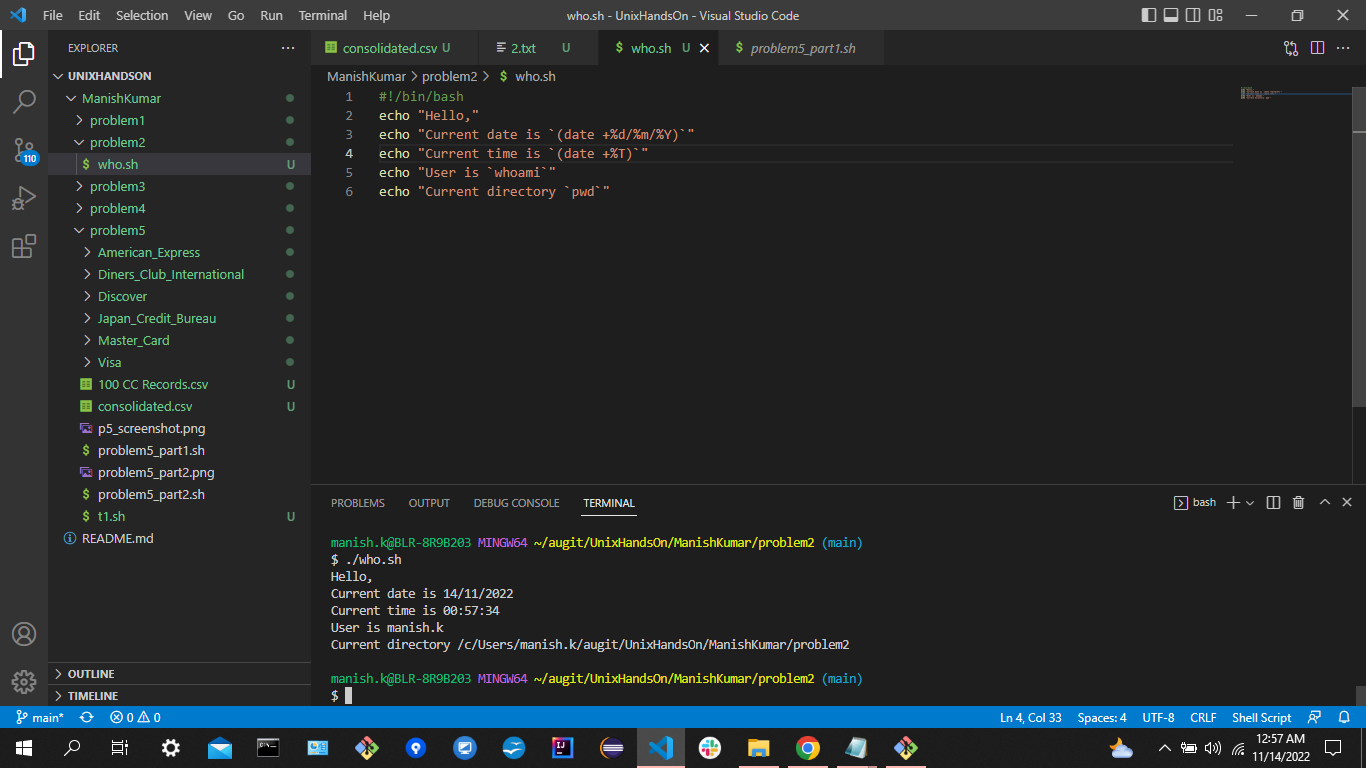 File Edit Selection View Go Run Terminal Help who.sh - UnixHandsOn - Visual Studio Code
EXPLORER
UNIXHANDSON
ManishKumar
problem1
problem2
$ who.sh U
problem3
problem4
problem5
American_Express
Diners_Club_International
Discover
Japan_Credit_Bureau
Master_Card
Visa
100 CC Records.csv U
consolidated.csv U
p5_screenshot.png
$ problem5_part1.sh
problem5_part2.png
$ problem5_part2.sh
$ t1.sh U
README.md
OUTLINE
TIMELINE
110
consolidated.csv U 2.txt U $ who.sh U $ problem5_part1.sh
ManishKumar > problem2 > $ who.sh
1 #!/bin/bash
2 echo "Hello,"
3 echo "Current date is `(date +%d/%m/%Y)`"
4 echo "Current time is `(date +%T)`"
5 echo "User is `whoami`"
6 echo "Current directory `pwd`"
PROBLEMS OUTPUT DEBUG CONSOLE TERMINAL bash
manish.k@BLR-8R9B203 MINGW64 ~/augit/UnixHandsOn/ManishKumar/problem2 (main)
$ ./who.sh
Hello,
Current date is 14/11/2022
Current time is 00:57:34
User is manish.k
Current directory /c/Users/manish.k/augit/UnixHandsOn/ManishKumar/problem2
manish.k@BLR-8R9B203 MINGW64 ~/augit/UnixHandsOn/ManishKumar/problem2 (main)
$
main* 0 0 Ln 4, Col 33 Spaces: 4 UTF-8 CRLF Shell Script
12:57 AM
11/14/2022